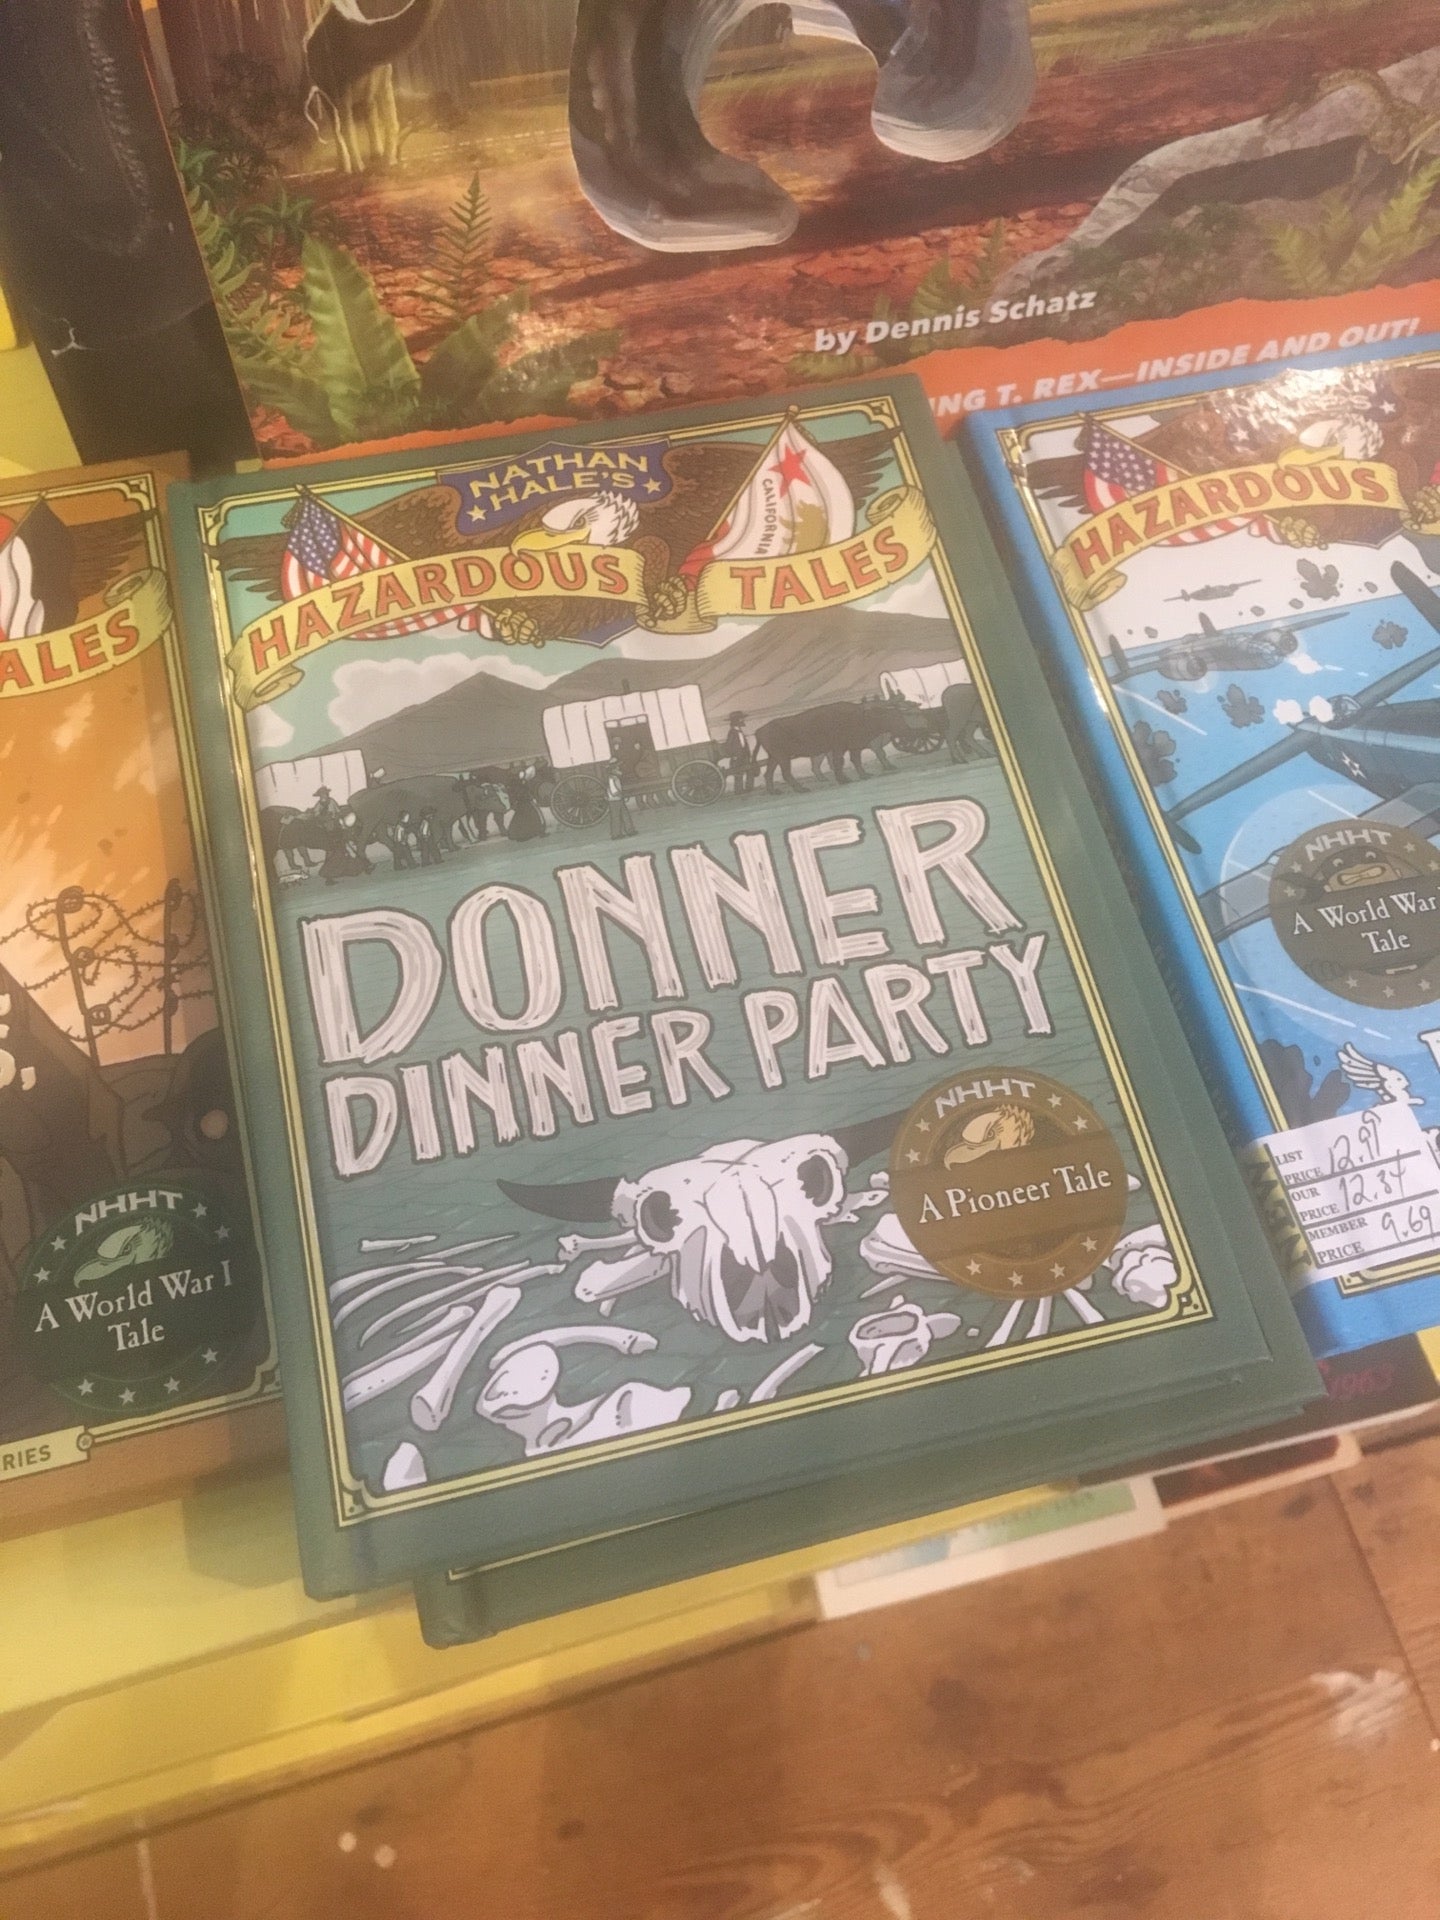 by Dennis Schatz
ING T. REX—INSIDE AND OUT!
NATHAN
HALE'S
HAZARDOUS TALES
CALIFORNIA
DONNER
DINNER PARTY
NHHT
A Pioneer Tale
ALES
NHHT
A World War I
Tale
RIES
HAZARDOUS
NHHT
A World War
Tale
LIST
PRICE 12.99
OUR
PRICE 12.34
MEMBER
PRICE 9.69